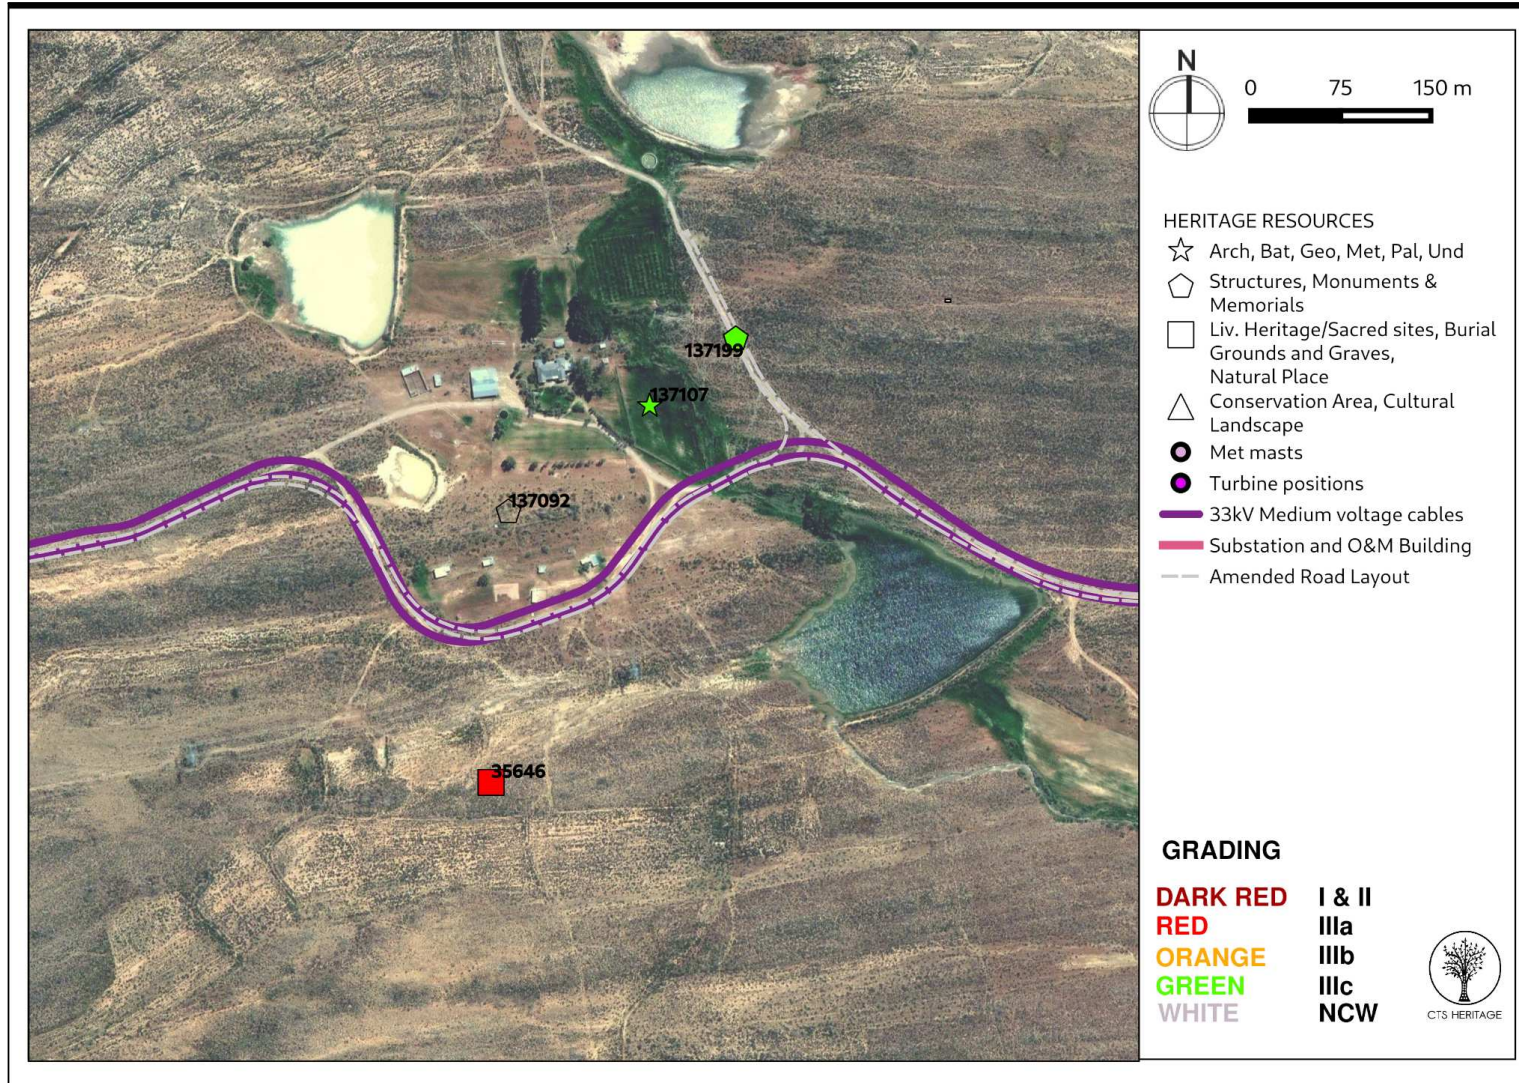 N
0 75 150 m
HERITAGE RESOURCES
Arch, Bat, Geo, Met, Pal, Und
Structures, Monuments &
Memorials
Liv. Heritage/Sacred sites, Burial
Grounds and Graves,
Natural Place
Conservation Area, Cultural
Landscape
Met masts
Turbine positions
33kV Medium voltage cables
Substation and O&M Building
Amended Road Layout
137199
137107
137092
35646
GRADING
DARK RED I & II
RED IIIa
ORANGE IIIb
GREEN IIIc
WHITE NCW
CTS HERITAGE